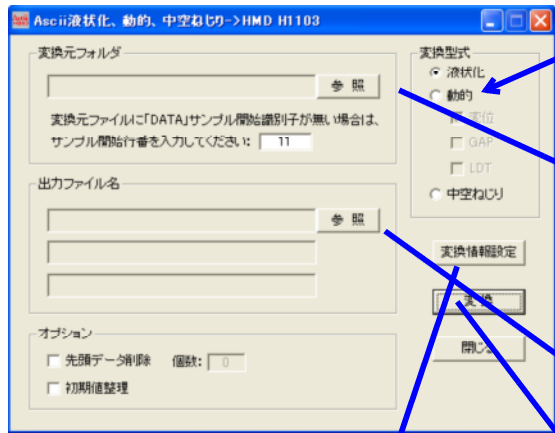 Ascii液状化、動的、中空ねじり->HMD H1103
変換元フォルダ
参 照
変換元ファイルに「DATA」サンプル開始識別子が無い場合は、
サンプル開始行番を入力してください: 11
出力ファイル名
参 照
オプション
先頭データ削除 個数: 0
初期値整理
変換型式
液状化
動的
変位
GAP
LDT
中空ねじり
変換情報設定
変 換
閉じる